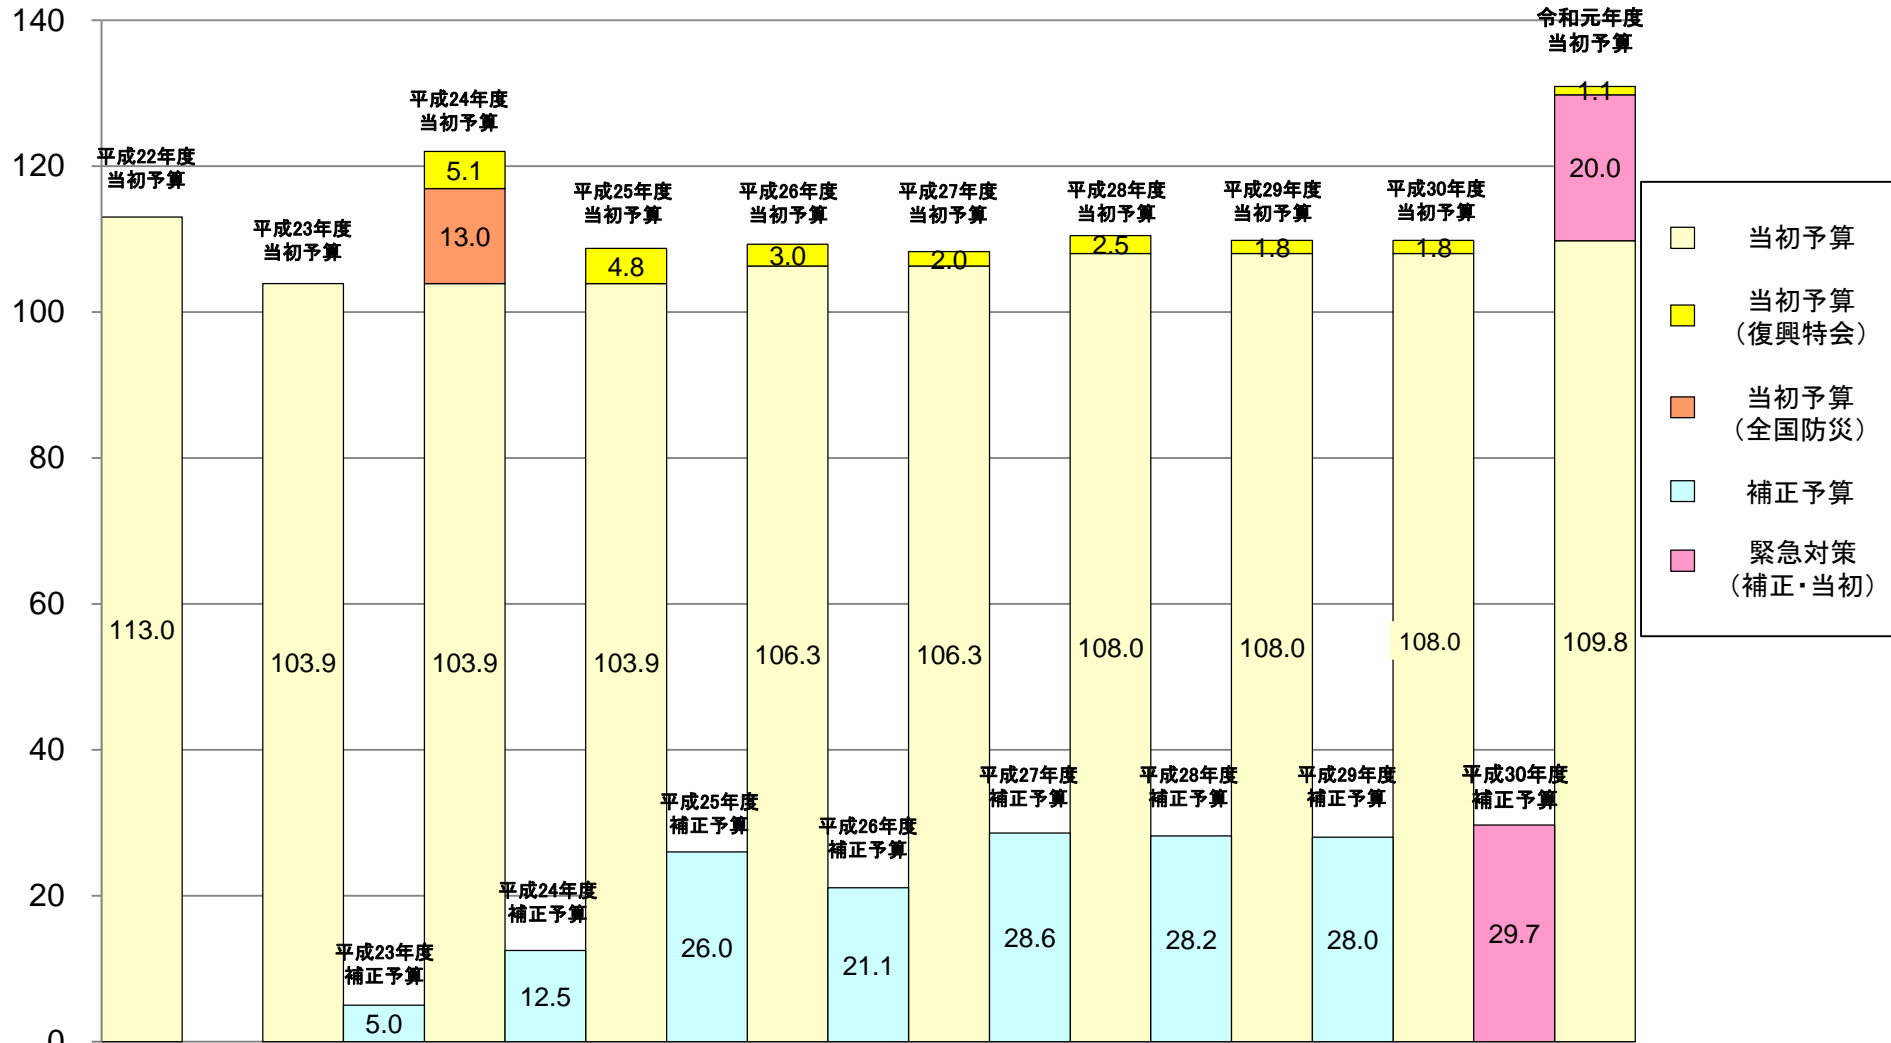 140
120
100
80
60
40
20
0
平成22年度
当初予算
113.0
平成23年度
当初予算
103.9
平成23年度
補正予算
5.0
平成24年度
当初予算
5.1
13.0
103.9
平成24年度
補正予算
12.5
平成25年度
当初予算
4.8
103.9
平成25年度
補正予算
26.0
平成26年度
当初予算
3.0
106.3
平成26年度
補正予算
21.1
平成27年度
当初予算
2.0
106.3
平成27年度
補正予算
28.6
平成28年度
当初予算
2.5
108.0
平成28年度
補正予算
28.2
平成29年度
当初予算
1.8
108.0
平成29年度
補正予算
28.0
平成30年度
当初予算
1.8
108.0
平成30年度
補正予算
29.7
令和元年度
当初予算
1.1
20.0
109.8
当初予算
当初予算
（復興特会）
当初予算
（全国防災）
補正予算
緊急対策
（補正・当初）